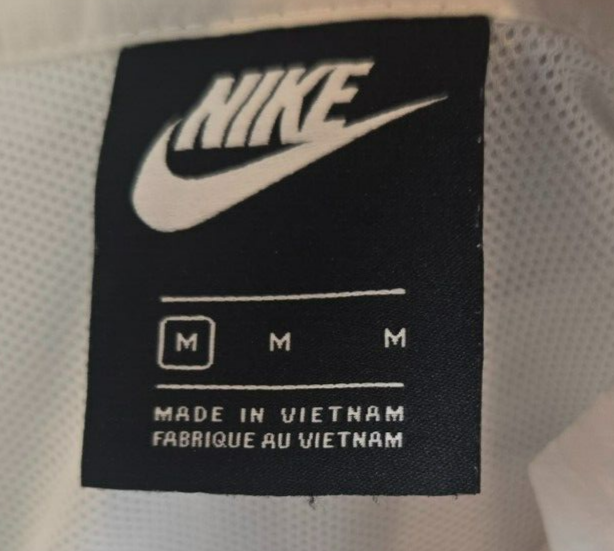 NIKE
M M M
MADE IN VIETNAM
FABRIQUE AU VIETNAM